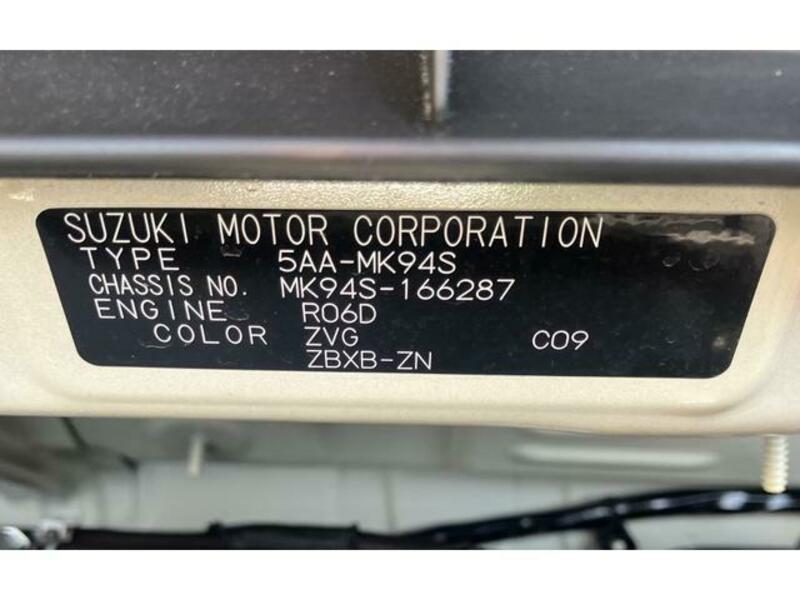 SUZUKI MOTOR CORPORATION
TYPE 5AA-MK94S
CHASSIS NO. MK94S-166287
ENGINE R06D
COLOR ZVG C09
ZBXB-ZN